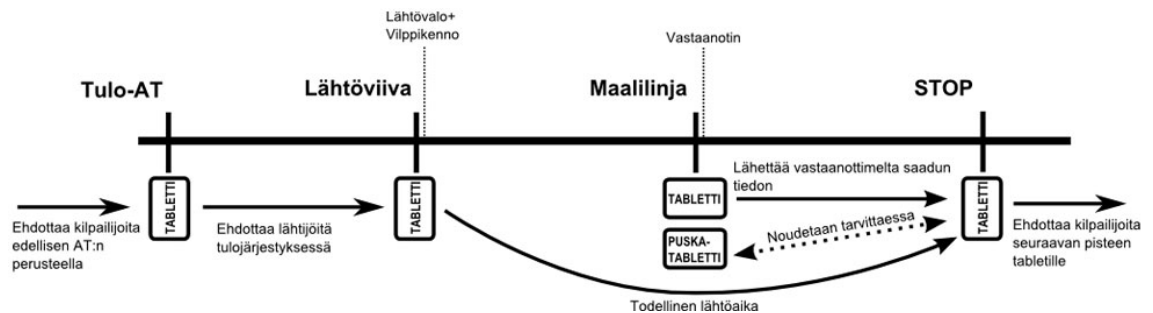 Lähtövalo+
Vilppikenno
Vastaanotin
Tulo-AT
Lähtöviiva
Maalilinja
STOP
Ehdottaa kilpailijoita
edellisen AT:n
perusteella
TABLETTI
Ehdottaa lähtijöitä
tulojärjestyksessä
TABLETTI
TABLETTI
PUSKA-
TABLETTI
Lähettää vastaanottimelta saadun
tiedon
Noudetaan tarvittaessa
TABLETTI
Ehdottaa kilpailijoita
seuraavan pisteen
tabletille
Todellinen lähtöaika